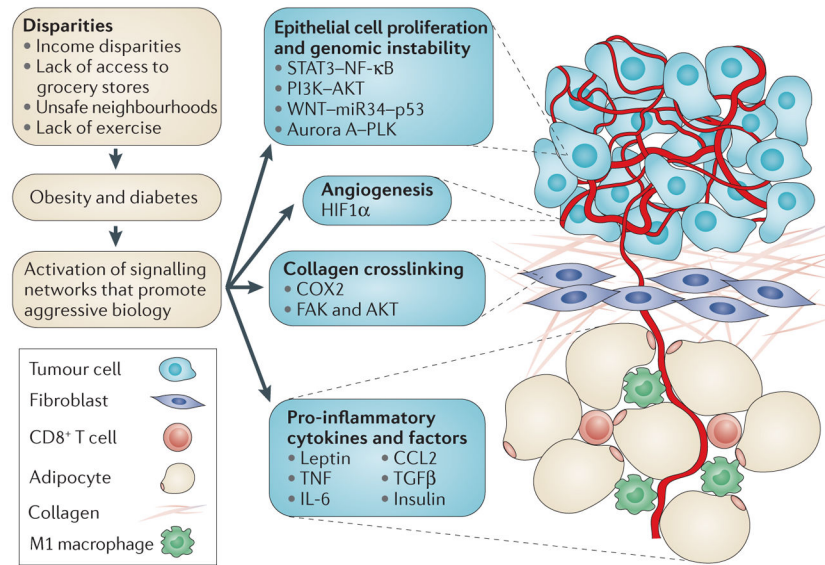 Disparities
• Income disparities
• Lack of access to
grocery stores
• Unsafe neighbourhoods
• Lack of exercise
Obesity and diabetes
Activation of signalling
networks that promote
aggressive biology
Epithelial cell proliferation
and genomic instability
• STAT3–NF-κB
• PI3K–AKT
• WNT–miR34–p53
• Aurora A–PLK
Angiogenesis
HIF1α
Collagen crosslinking
• COX2
• FAK and AKT
Pro-inflammatory
cytokines and factors
• Leptin • CCL2
• TNF • TGFβ
• IL-6 • Insulin
Tumour cell
Fibroblast
CD8⁺ T cell
Adipocyte
Collagen
M1 macrophage